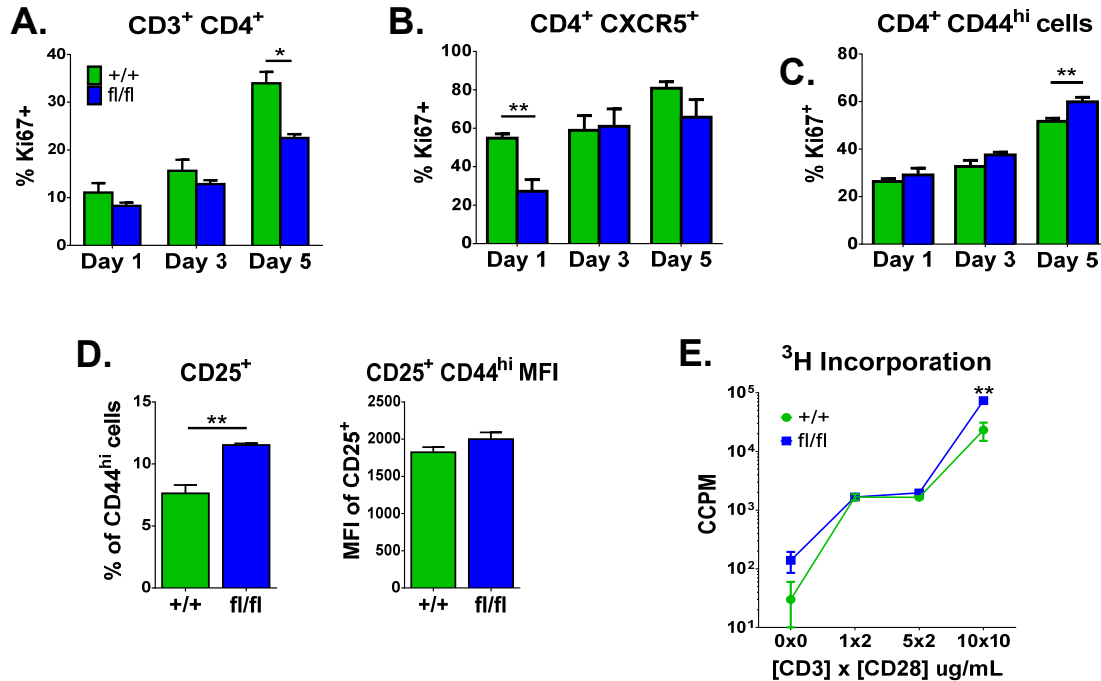 A.
CD3⁺ CD4⁺
% Ki67+
40
30
20
10
0
+/+
fl/fl
*
Day 1 Day 3 Day 5
B.
CD4⁺ CXCR5⁺
% Ki67+
100
80
60
40
20
0
**
Day 1 Day 3 Day 5
C.
CD4⁺ CD44ʰⁱ cells
% Ki67⁺
80
60
40
20
0
**
Day 1 Day 3 Day 5
D.
CD25⁺
% of CD44ʰⁱ cells
15
10
5
0
**
+/+ fl/fl
CD25⁺ CD44ʰⁱ MFI
MFI of CD25⁺
2500
2000
1500
1000
500
0
+/+ fl/fl
E.
³H Incorporation
CCPM
10⁵
10⁴
10³
10²
10¹
+/+
fl/fl
**
0x0 1x2 5x2 10x10
[CD3] x [CD28] ug/mL